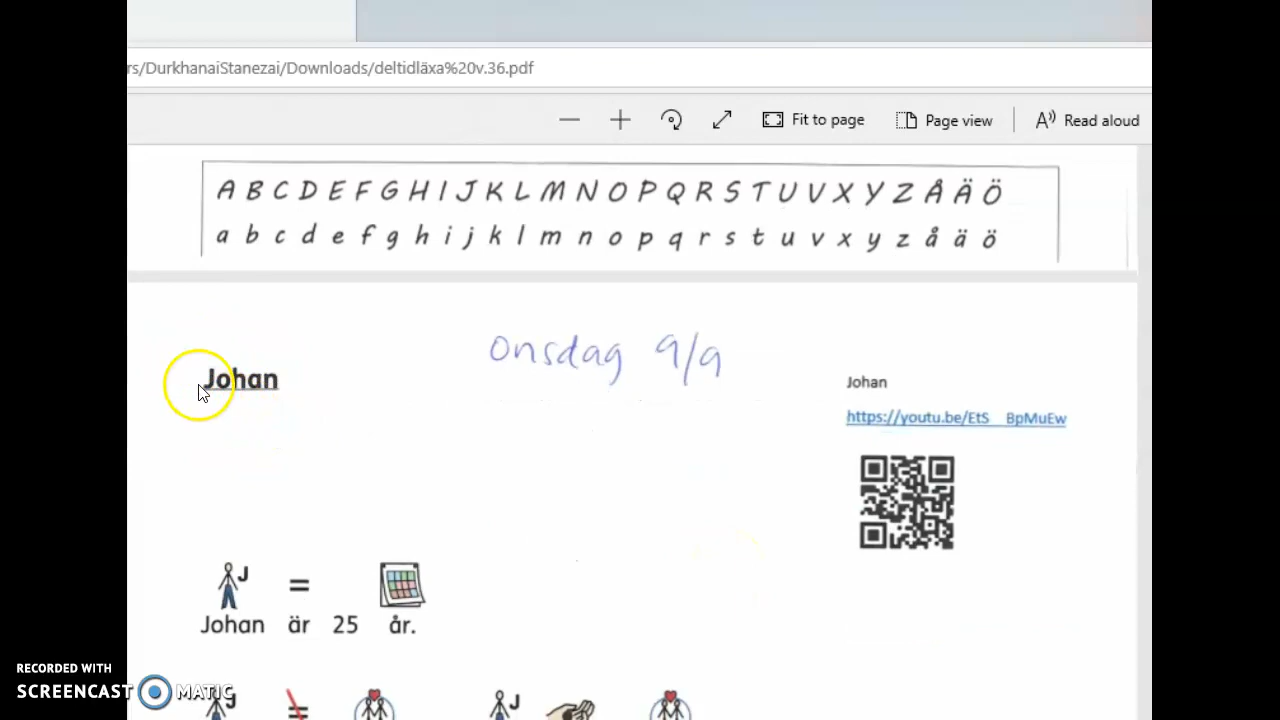 rs/DurkhanaiStanezai/Downloads/deltidläxa%20v.36.pdf
Fit to page
Page view
Read aloud
A B C D E F G H I J K L M N O P Q R S T U V X Y Z Å Ä Ö
a b c d e f g h i j k l m n o p q r s t u v x y z å ä ö
onsdag 9/9
Johan
Johan
https://youtu.be/EtS__BpMuEw
J =
Johan är 25 år.
J = J
RECORDED WITH
SCREENCAST MATIC